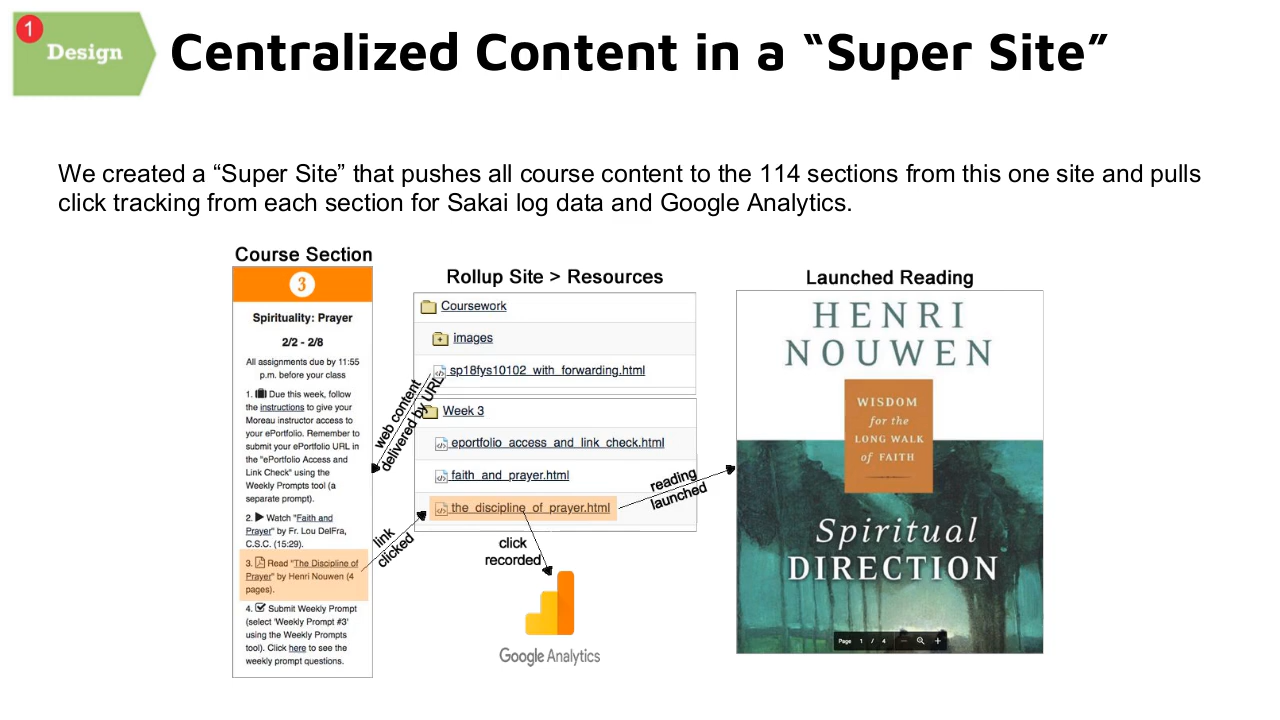 1
Design
Centralized Content in a “Super Site”
We created a “Super Site” that pushes all course content to the 114 sections from this one site and pulls
click tracking from each section for Sakai log data and Google Analytics.
Course Section
3
Spirituality: Prayer
2/2 - 2/8
All assignments due by 11:55
p.m. before your class
1. Due this week, follow
the instructions to give your
Moreau instructor access to
your ePortfolio. Remember to
submit your ePortfolio URL in
the "ePortfolio Access and
Link Check" using the
Weekly Prompts tool (a
separate prompt).
2. Watch "Faith and
Prayer" by Fr. Lou DelFra,
C.S.C. (15:29).
3. Read "The Discipline of
Prayer" by Henri Nouwen (4
pages).
4. Submit Weekly Prompt
(select 'Weekly Prompt #3'
using the Weekly Prompts
tool). Click here to see the
weekly prompt questions.
web content
delivered by URL
link
clicked
Rollup Site > Resources
Coursework
images
sp18fys10102_with_forwarding.html
Week 3
eportfolio_access_and_link_check.html
faith_and_prayer.html
the_discipline_of_prayer.html
click
recorded
Google Analytics
reading
launched
Launched Reading
HENRI
NOUWEN
WISDOM
for the
LONG WALK
of FAITH
Spiritual
DIRECTION
Page 1 / 4